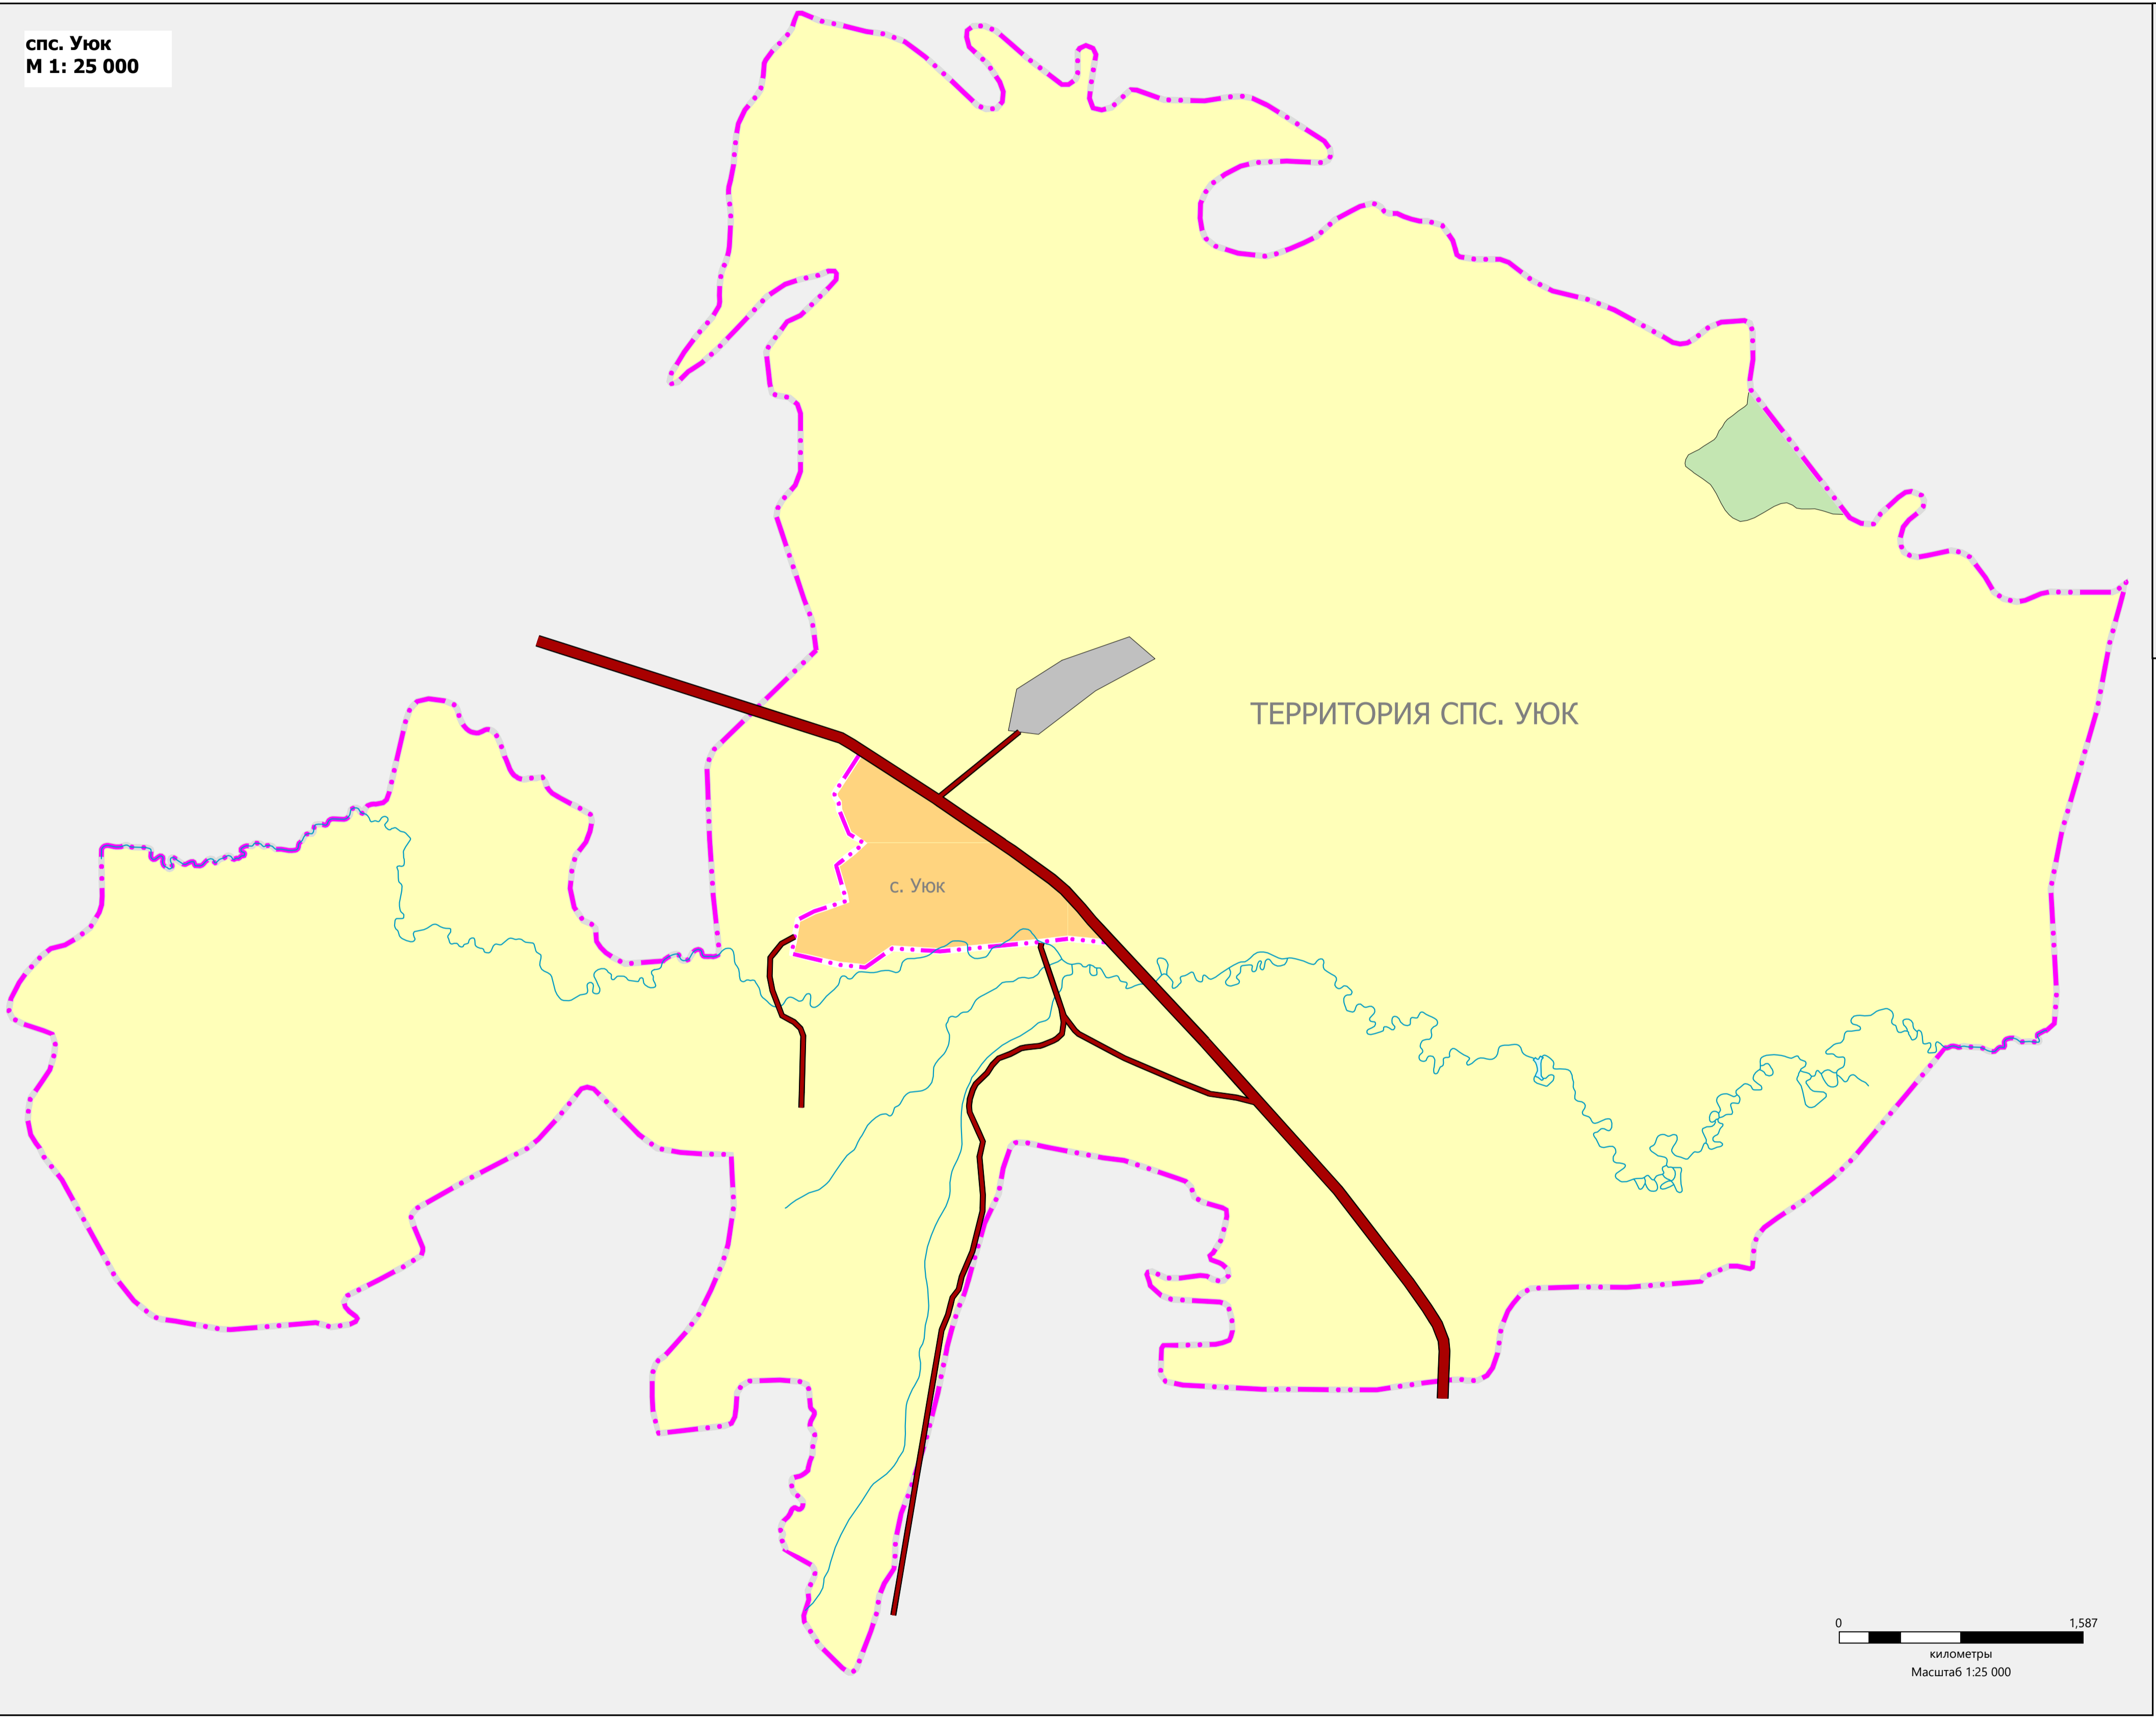 спс. Уюк
М 1: 25 000
ТЕРРИТОРИЯ СПС. УЮК
с. Уюк
0 1,587
километры
Масштаб 1:25 000